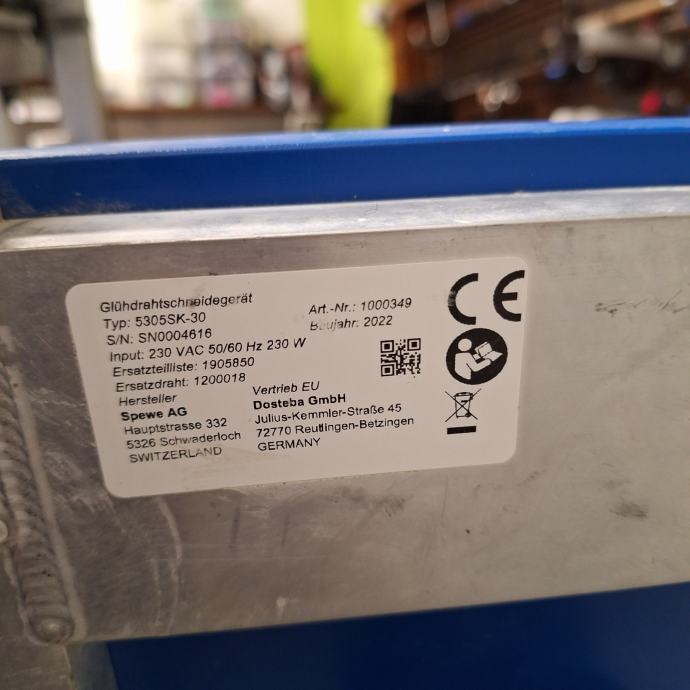 Glühdrahtschneidegerät
Typ: 5305SK-30
Art.-Nr.: 1000349
S/N: SN0004616
Baujahr: 2022
Input: 230 VAC 50/60 Hz 230 W
Ersatzteilliste: 1905850
Ersatzdraht: 1200018
Hersteller
Spewe AG
Hauptstrasse 332
5326 Schwaderloch
SWITZERLAND
Vertrieb EU
Dosteba GmbH
Julius-Kemmler-Straße 45
72770 Reutlingen-Betzingen
GERMANY
CE